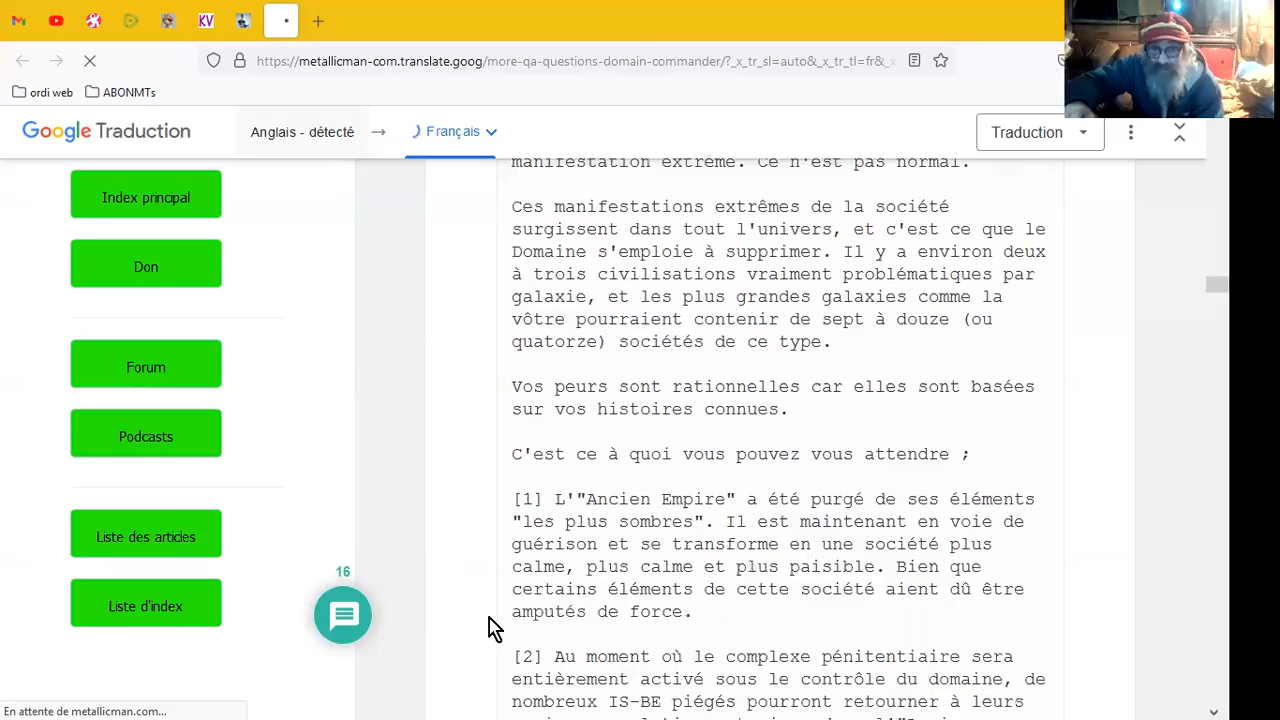 KV
https://metallicman-com.translate.goog/more-qa-questions-domain-commander/?_x_tr_sl=auto&_x_tr_tl=fr&_x
ordi web
ABONMTs
Google Traduction
Anglais - détecté
Français
Traduction
Index principal
Don
Forum
Podcasts
Liste des articles
Liste d'index
16
manifestation extrême. Ce n'est pas normal.
Ces manifestations extrêmes de la société
surgissent dans tout l'univers, et c'est ce que le
Domaine s'emploie à supprimer. Il y a environ deux
à trois civilisations vraiment problématiques par
galaxie, et les plus grandes galaxies comme la
vôtre pourraient contenir de sept à douze (ou
quatorze) sociétés de ce type.
Vos peurs sont rationnelles car elles sont basées
sur vos histoires connues.
C'est ce à quoi vous pouvez vous attendre ;
[1] L'"Ancien Empire" a été purgé de ses éléments
"les plus sombres". Il est maintenant en voie de
guérison et se transforme en une société plus
calme, plus calme et plus paisible. Bien que
certains éléments de cette société aient dû être
amputés de force.
[2] Au moment où le complexe pénitentiaire sera
entièrement activé sous le contrôle du domaine, de
nombreux IS-BE piégés pourront retourner à leurs
En attente de metallicman.com...